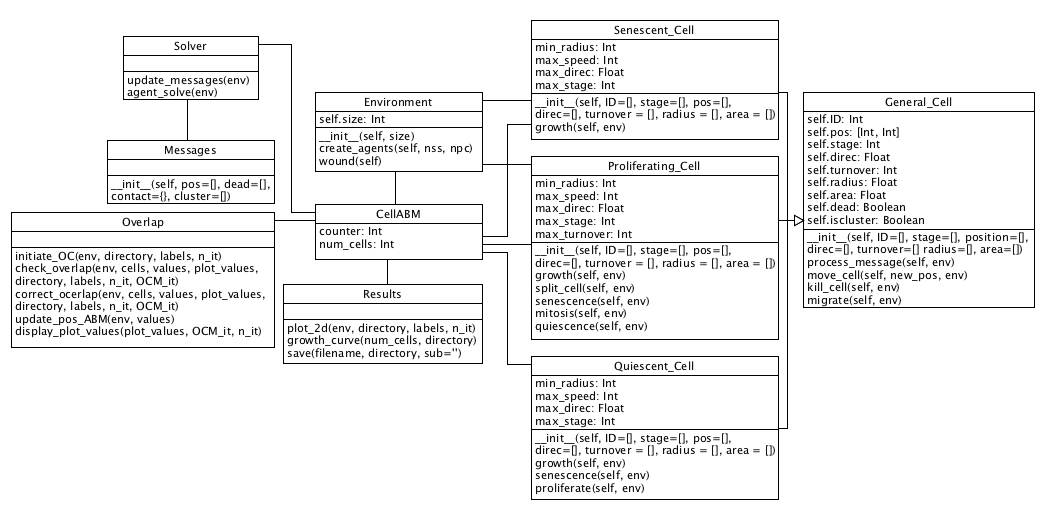 Solver
update_messages(env)
agent_solve(env)
Messages
__init__(self, pos=[], dead=[],
contact={}, cluster=[])
Overlap
initiate_OC(env, directory, labels, n_it)
check_overlap(env, cells, values, plot_values,
directory, labels, n_it, OCM_it)
correct_ocerlap(env, cells, values, plot_values,
directory, labels, n_it, OCM_it)
update_pos_ABM(env, values)
display_plot_values(plot_values, OCM_it, n_it)
Environment
self.size: Int
__init__(self, size)
create_agents(self, nss, npc)
wound(self)
CellABM
counter: Int
num_cells: Int
Results
plot_2d(env, directory, labels, n_it)
growth_curve(num_cells, directory)
save(filename, directory, sub='')
Senescent_Cell
min_radius: Int
max_speed: Int
max_direc: Float
max_stage: Int
__init__(self, ID=[], stage=[], pos=[],
direc=[], turnover = [], radius = [], area = [])
growth(self, env)
Proliferating_Cell
min_radius: Int
max_speed: Int
max_direc: Float
max_stage: Int
max_turnover: Int
__init__(self, ID=[], stage=[], pos=[],
direc=[], turnover = [], radius = [], area = [])
growth(self, env)
split_cell(self, env)
senescence(self, env)
mitosis(self, env)
quiescence(self, env)
Quiescent_Cell
min_radius: Int
max_speed: Int
max_direc: Float
max_stage: Int
__init__(self, ID=[], stage=[], pos=[],
direc=[], turnover = [], radius = [], area = [])
growth(self, env)
senescence(self, env)
proliferate(self, env)
General_Cell
self.ID: Int
self.pos: [Int, Int]
self.stage: Int
self.direc: Float
self.turnover: Int
self.radius: Float
self.area: Float
self.dead: Boolean
self.iscluster: Boolean
__init__(self, ID=[], stage=[], position=[],
direc=[], turnover=[] radius=[], area=[])
process_message(self, env)
move_cell(self, new_pos, env)
kill_cell(self, env)
migrate(self, env)